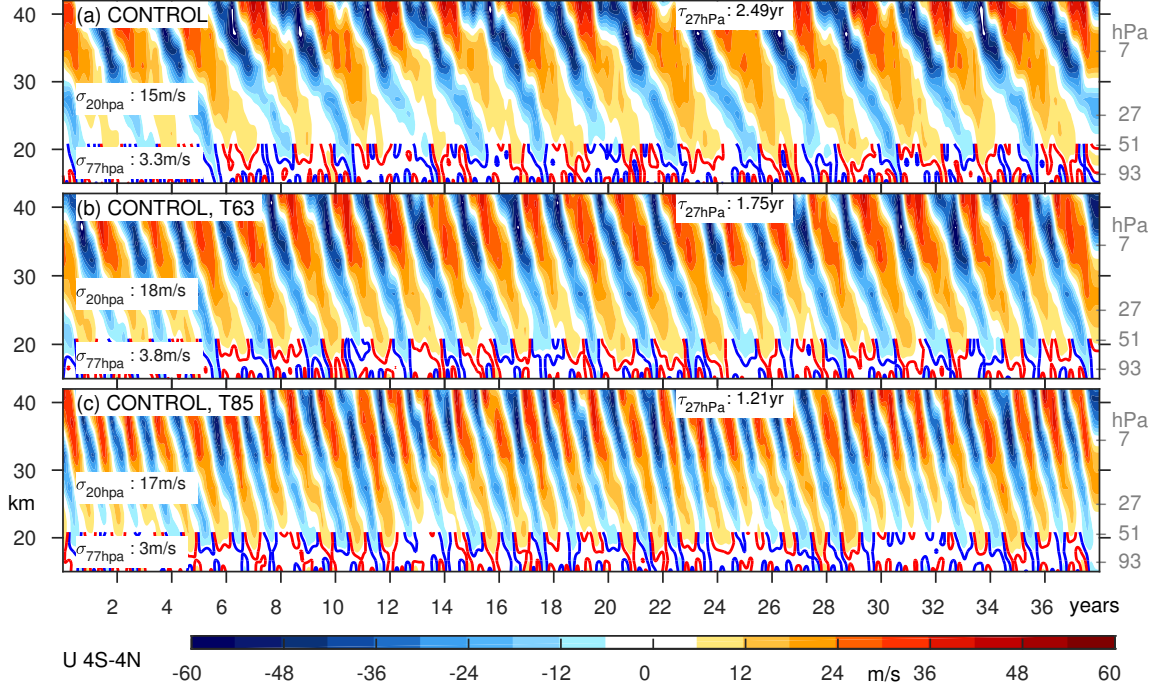 (a) CONTROL
τ27hPa: 2.49yr
hPa
40
7
30
σ20hpa : 15m/s
27
51
20
σ77hpa : 3.3m/s
93
(b) CONTROL, T63
τ27hPa: 1.75yr
hPa
40
7
30
σ20hpa : 18m/s
27
51
20
σ77hpa : 3.8m/s
93
(c) CONTROL, T85
τ27hPa: 1.21yr
40
hPa
7
30
σ20hpa : 17m/s
km
27
51
20
σ77hpa : 3m/s
93
2 4 6 8 10 12 14 16 18 20 22 24 26 28 30 32 34 36 years
U 4S-4N
-60 -48 -36 -24 -12 0 12 24 m/s 36 48 60